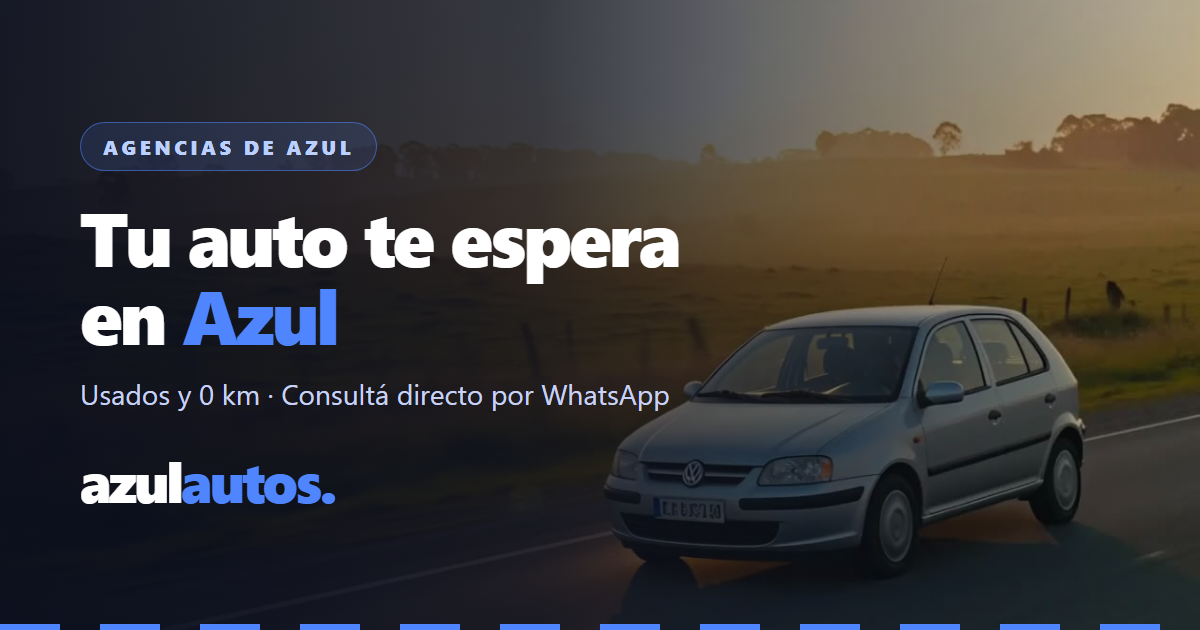 AGENCIAS DE AZUL
Tu auto te espera
en Azul
Usados y 0 km · Consultá directo por WhatsApp
azulautos.